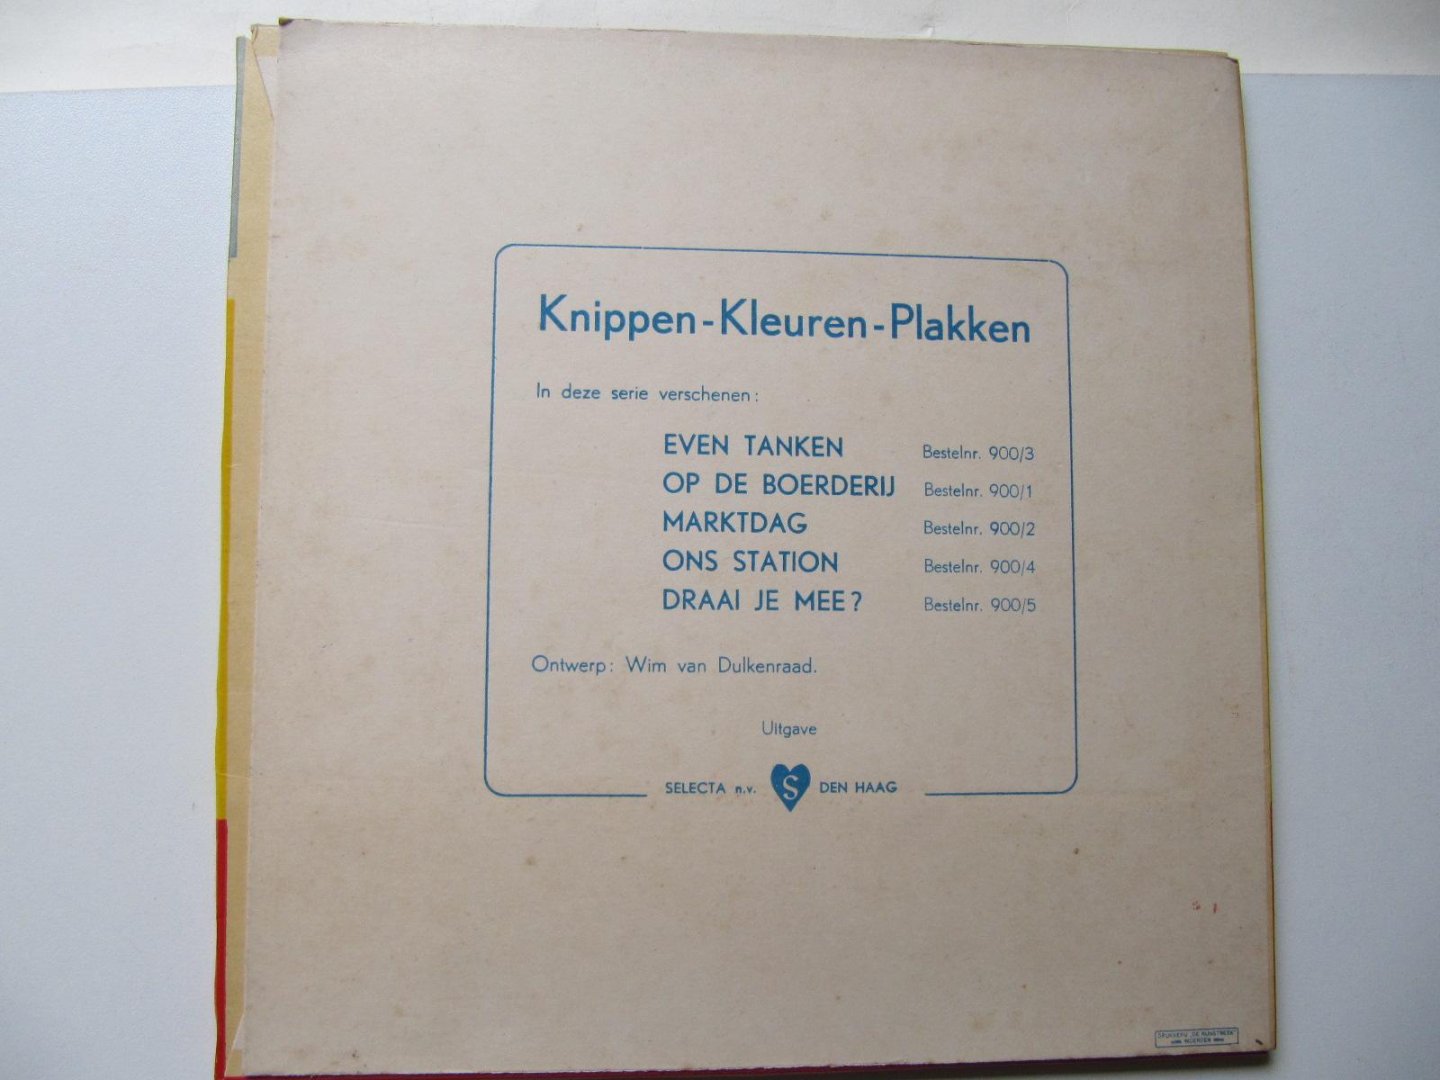 Knippen-Kleuren-Plakken
In deze serie verschenen:
EVEN TANKEN Bestelnr. 900/3
OP DE BOERDERIJ Bestelnr. 900/1
MARKTDAG Bestelnr. 900/2
ONS STATION Bestelnr. 900/4
DRAAI JE MEE? Bestelnr. 900/5
Ontwerp: Wim van Dulkenraad.
Uitgave
SELECTA n.v. S DEN HAAG
DRUKKERIJ
WOERDEN